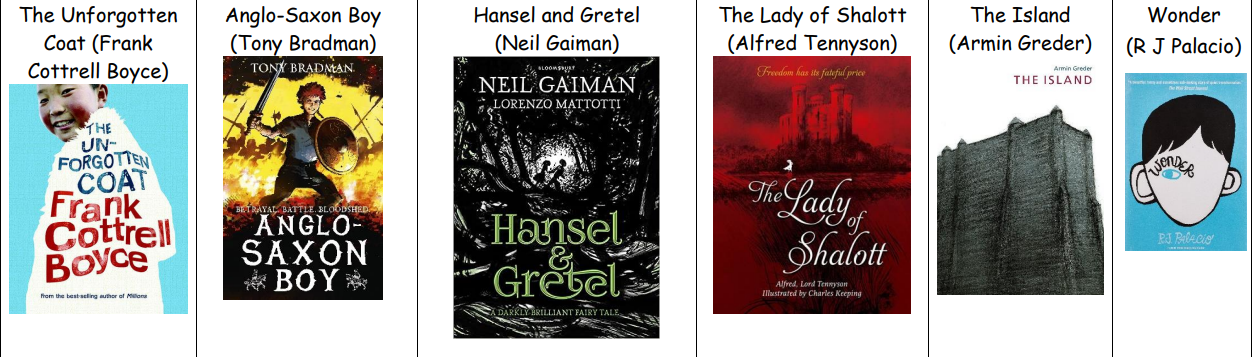 The Unforgotten
Coat (Frank
Cottrell Boyce)
THE
UN-
FORGOTTEN
COAT
Frank
Cottrell
Boyce
from the best-selling author of Millions
Anglo-Saxon Boy
(Tony Bradman)
TONY BRADMAN
BETRAYAL. BATTLE. BLOODSHED.
ANGLO-
SAXON
BOY
Hansel and Gretel
(Neil Gaiman)
BLOOMSBURY
NEIL GAIMAN
LORENZO MATTOTTI
Hansel
&
Gretel
A DARKLY BRILLIANT FAIRY TALE
The Lady of Shalott
(Alfred Tennyson)
Freedom has its fateful price
The Lady
of
Shalott
Alfred, Lord Tennyson
Illustrated by Charles Keeping
The Island
(Armin Greder)
Armin Greder
THE ISLAND
Wonder
(R J Palacio)
WONDER
R.J. PALACIO